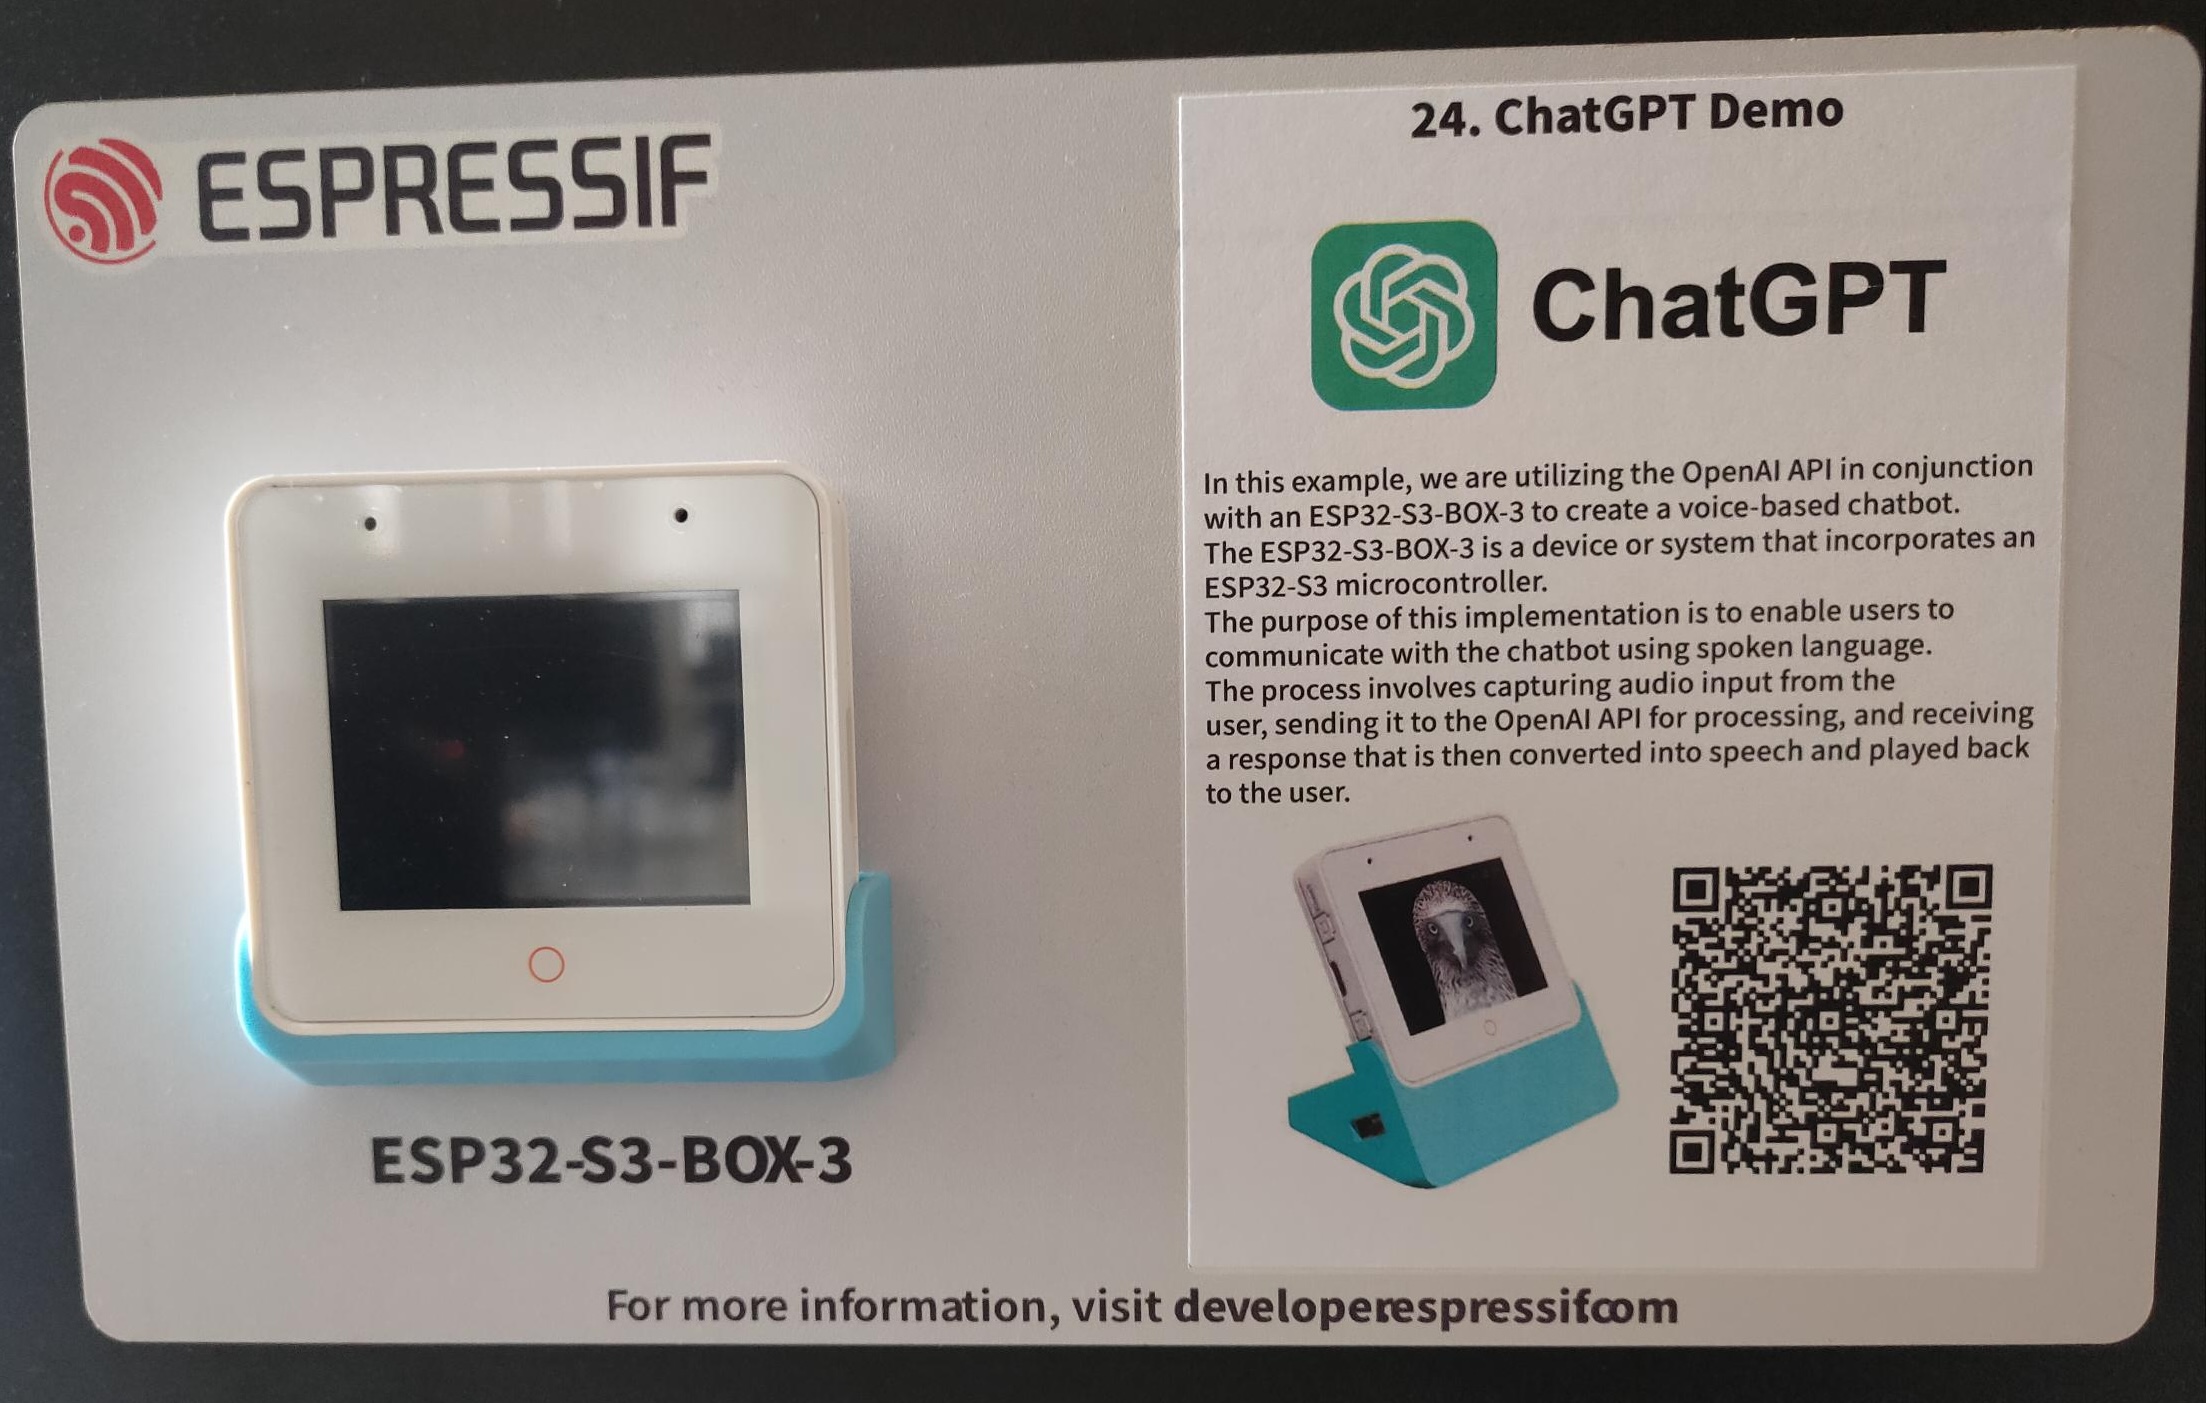 ESPRESSIF
ESP32-S3-BOX-3
24. ChatGPT Demo
ChatGPT
In this example, we are utilizing the OpenAI API in conjunction
with an ESP32-S3-BOX-3 to create a voice-based chatbot.
The ESP32-S3-BOX-3 is a device or system that incorporates an
ESP32-S3 microcontroller.
The purpose of this implementation is to enable users to
communicate with the chatbot using spoken language.
The process involves capturing audio input from the
user, sending it to the OpenAI API for processing, and receiving
a response that is then converted into speech and played back
to the user.
For more information, visit developer.espressif.com